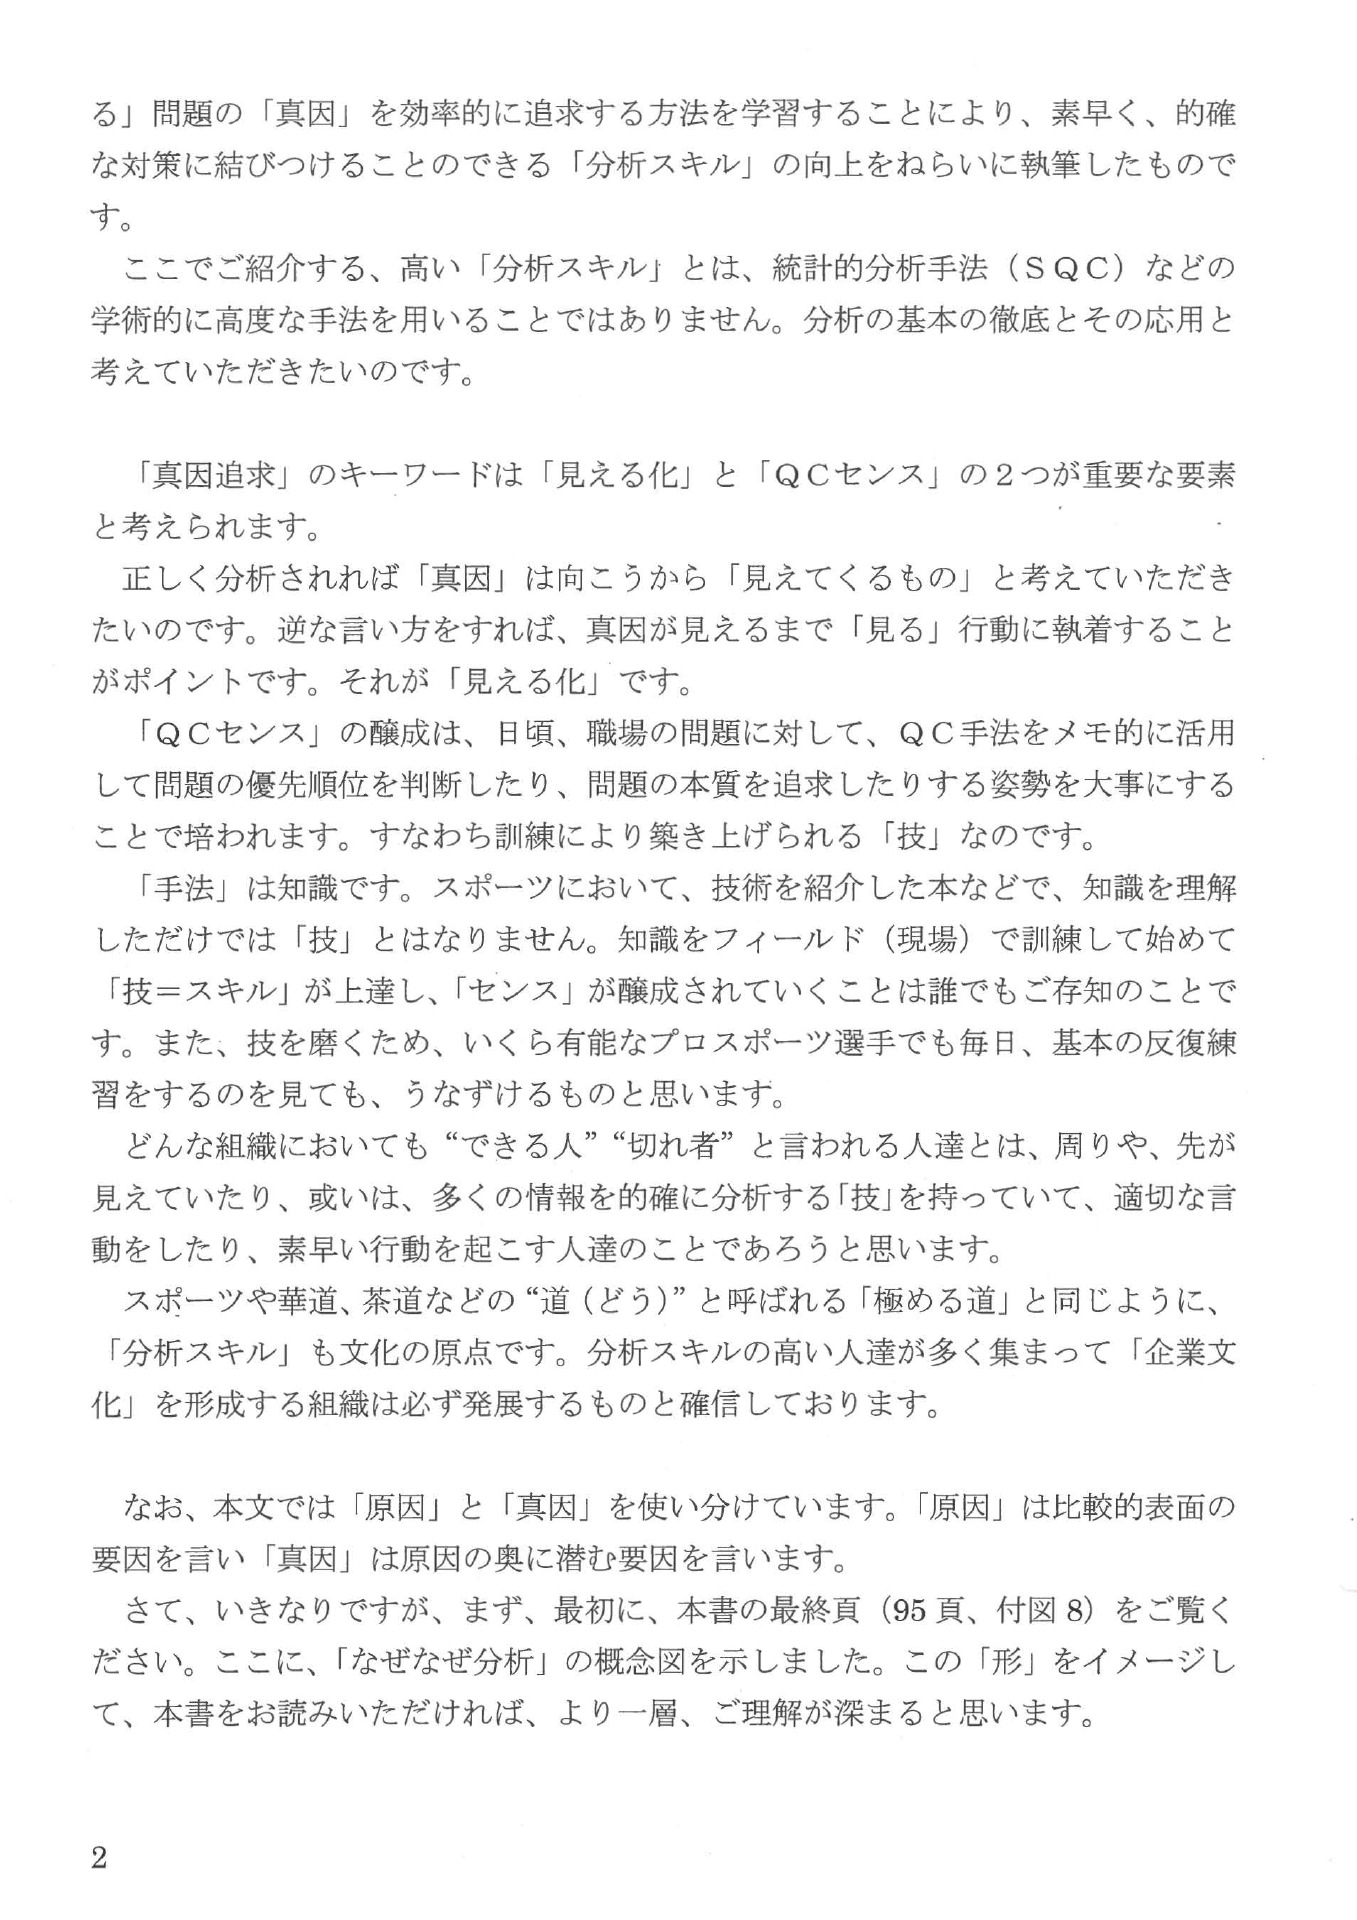 る」問題の「真因」を効率的に追求する方法を学習することにより、素早く、的確
な対策に結びつけることのできる「分析スキル」の向上をねらいに執筆したもので
す。
ここでご紹介する、高い「分析スキル」とは、統計的分析手法（ＳＱＣ）などの
学術的に高度な手法を用いることではありません。分析の基本の徹底とその応用と
考えていただきたいのです。
「真因追求」のキーワードは「見える化」と「ＱＣセンス」の２つが重要な要素
と考えられます。
正しく分析されれば「真因」は向こうから「見えてくるもの」と考えていただき
たいのです。逆な言い方をすれば、真因が見えるまで「見る」行動に執着すること
がポイントです。それが「見える化」です。
「ＱＣセンス」の醸成は、日頃、職場の問題に対して、ＱＣ手法をメモ的に活用
して問題の優先順位を判断したり、問題の本質を追求したりする姿勢を大事にする
ことで培われます。すなわち訓練により築き上げられる「技」なのです。
「手法」は知識です。スポーツにおいて、技術を紹介した本などで、知識を理解
しただけでは「技」とはなりません。知識をフィールド（現場）で訓練して始めて
「技＝スキル」が上達し、「センス」が醸成されていくことは誰でもご存知のことで
す。また、技を磨くため、いくら有能なプロスポーツ選手でも毎日、基本の反復練
習をするのを見ても、うなずけるものと思います。
どんな組織においても“できる人”“切れ者”と言われる人達とは、周りや、先が
見えていたり、或いは、多くの情報を的確に分析する「技」を持っていて、適切な言
動をしたり、素早い行動を起こす人達のことであろうと思います。
スポーツや華道、茶道などの“道（どう）”と呼ばれる「極める道」と同じように、
「分析スキル」も文化の原点です。分析スキルの高い人達が多く集まって「企業文
化」を形成する組織は必ず発展するものと確信しております。
なお、本文では「原因」と「真因」を使い分けています。「原因」は比較的表面の
要因を言い「真因」は原因の奥に潜む要因を言います。
さて、いきなりですが、まず、最初に、本書の最終頁（95 頁、付図 8）をご覧く
ださい。ここに、「なぜなぜ分析」の概念図を示しました。この「形」をイメージし
て、本書をお読みいただければ、より一層、ご理解が深まると思います。
2